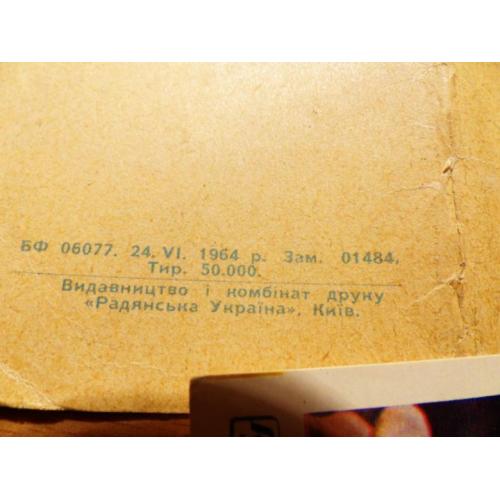 БФ 06077. 24. VI. 1964 р. Зам. 01484.
Тир. 50.000.
Видавництво і комбінат друку
«Радянська Україна», Київ.